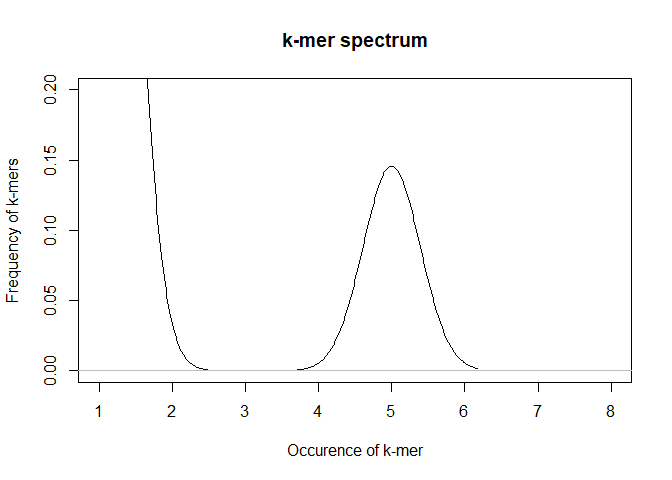 k-mer spectrum
Frequency of k-mers
0.20
0.15
0.10
0.05
0.00
1 2 3 4 5 6 7 8
Occurence of k-mer